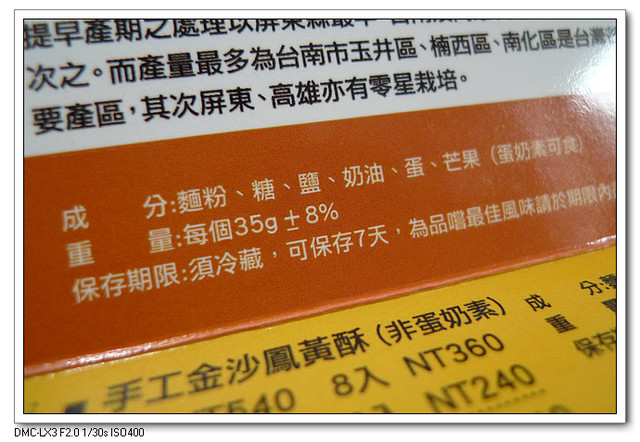 提早產期之處理以屏東縣最早
次之。而產量最多為台南市玉井區、楠西區、南化區是台灣
要產區，其次屏東、高雄亦有零星栽培。
成　　分:麵粉、糖、鹽、奶油、蛋、芒果（蛋奶素可食）
重　　量:每個35g±8%
保存期限:須冷藏，可保存7天，為品嚐最佳風味請於期限內
手工金沙鳳黃酥（非蛋奶素）
8入 NT360
NT540
NT240
成　　分:麵
重
保存
DMC-LX3 F2.0 1/30s ISO400